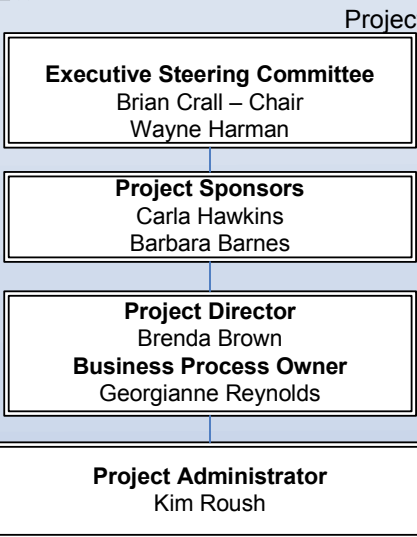 Projec
Executive Steering Committee
Brian Crall – Chair
Wayne Harman
Project Sponsors
Carla Hawkins
Barbara Barnes
Project Director
Brenda Brown
Business Process Owner
Georgianne Reynolds
Project Administrator
Kim Roush